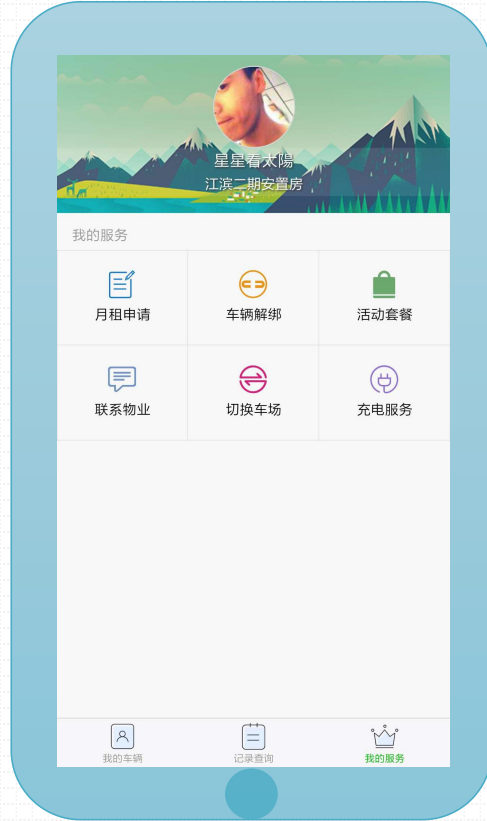 星星看太陽
江滨二期安置房
我的服务
月租申请 车辆解绑 活动套餐
联系物业 切换车场 充电服务
我的车辆 记录查询 我的服务